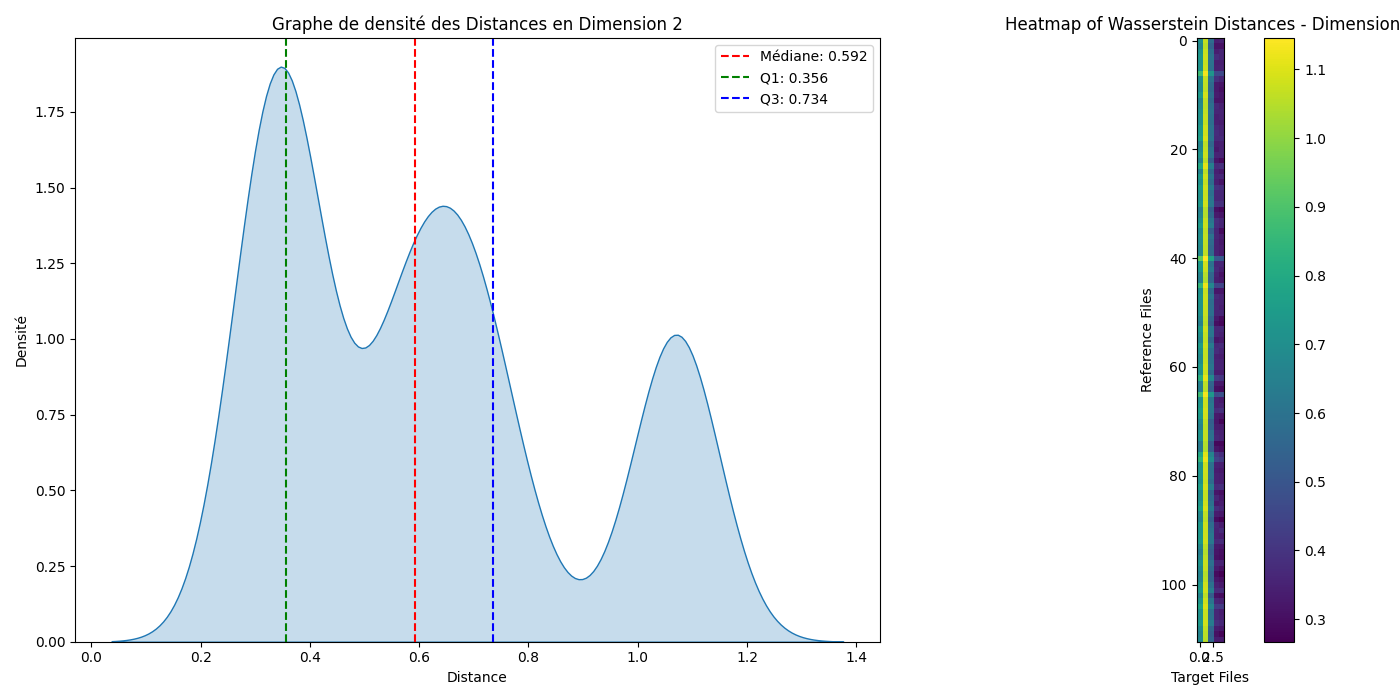 Graphe de densité des Distances en Dimension 2
Médiane: 0.592
Q1: 0.356
Q3: 0.734
Densité
1.75
1.50
1.25
1.00
0.75
0.50
0.25
0.00
0.0 0.2 0.4 0.6 0.8 1.0 1.2 1.4
Distance
Heatmap of Wasserstein Distances - Dimension
Reference Files
0
20
40
60
80
100
0.0 2.5
Target Files
1.1
1.0
0.9
0.8
0.7
0.6
0.5
0.4
0.3